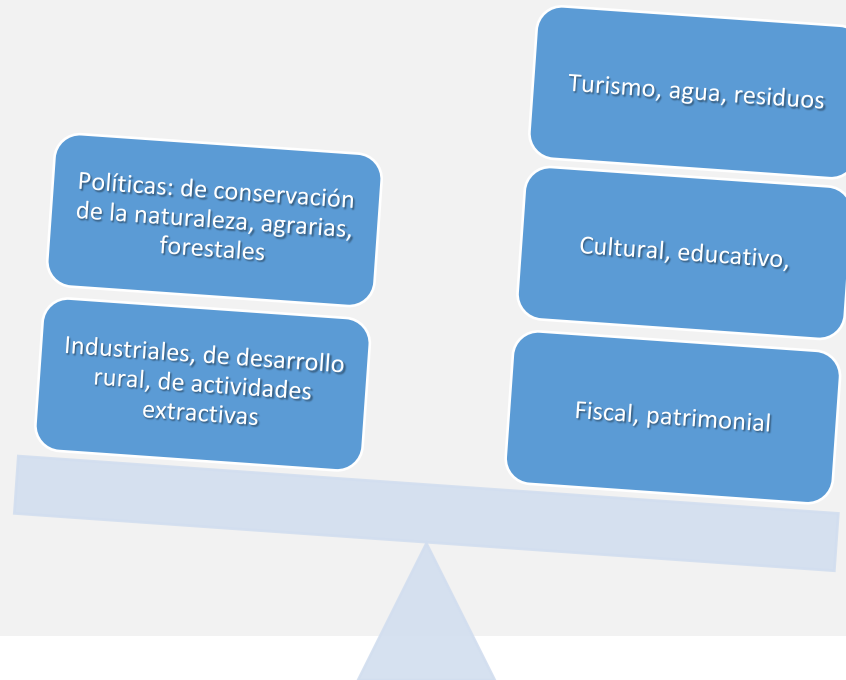 Políticas: de conservación
de la naturaleza, agrarias,
forestales
Industriales, de desarrollo
rural, de actividades
extractivas
Turismo, agua, residuos
Cultural, educativo,
Fiscal, patrimonial